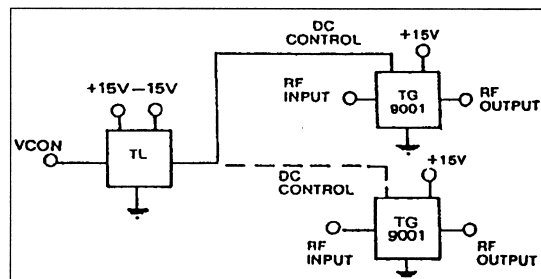 DC
CONTROL
+15V
+15V –15V
RF
INPUT
TG
9001
RF
OUTPUT
VCON
TL
DC
CONTROL
+15V
RF
INPUT
TG
9001
RF
OUTPUT